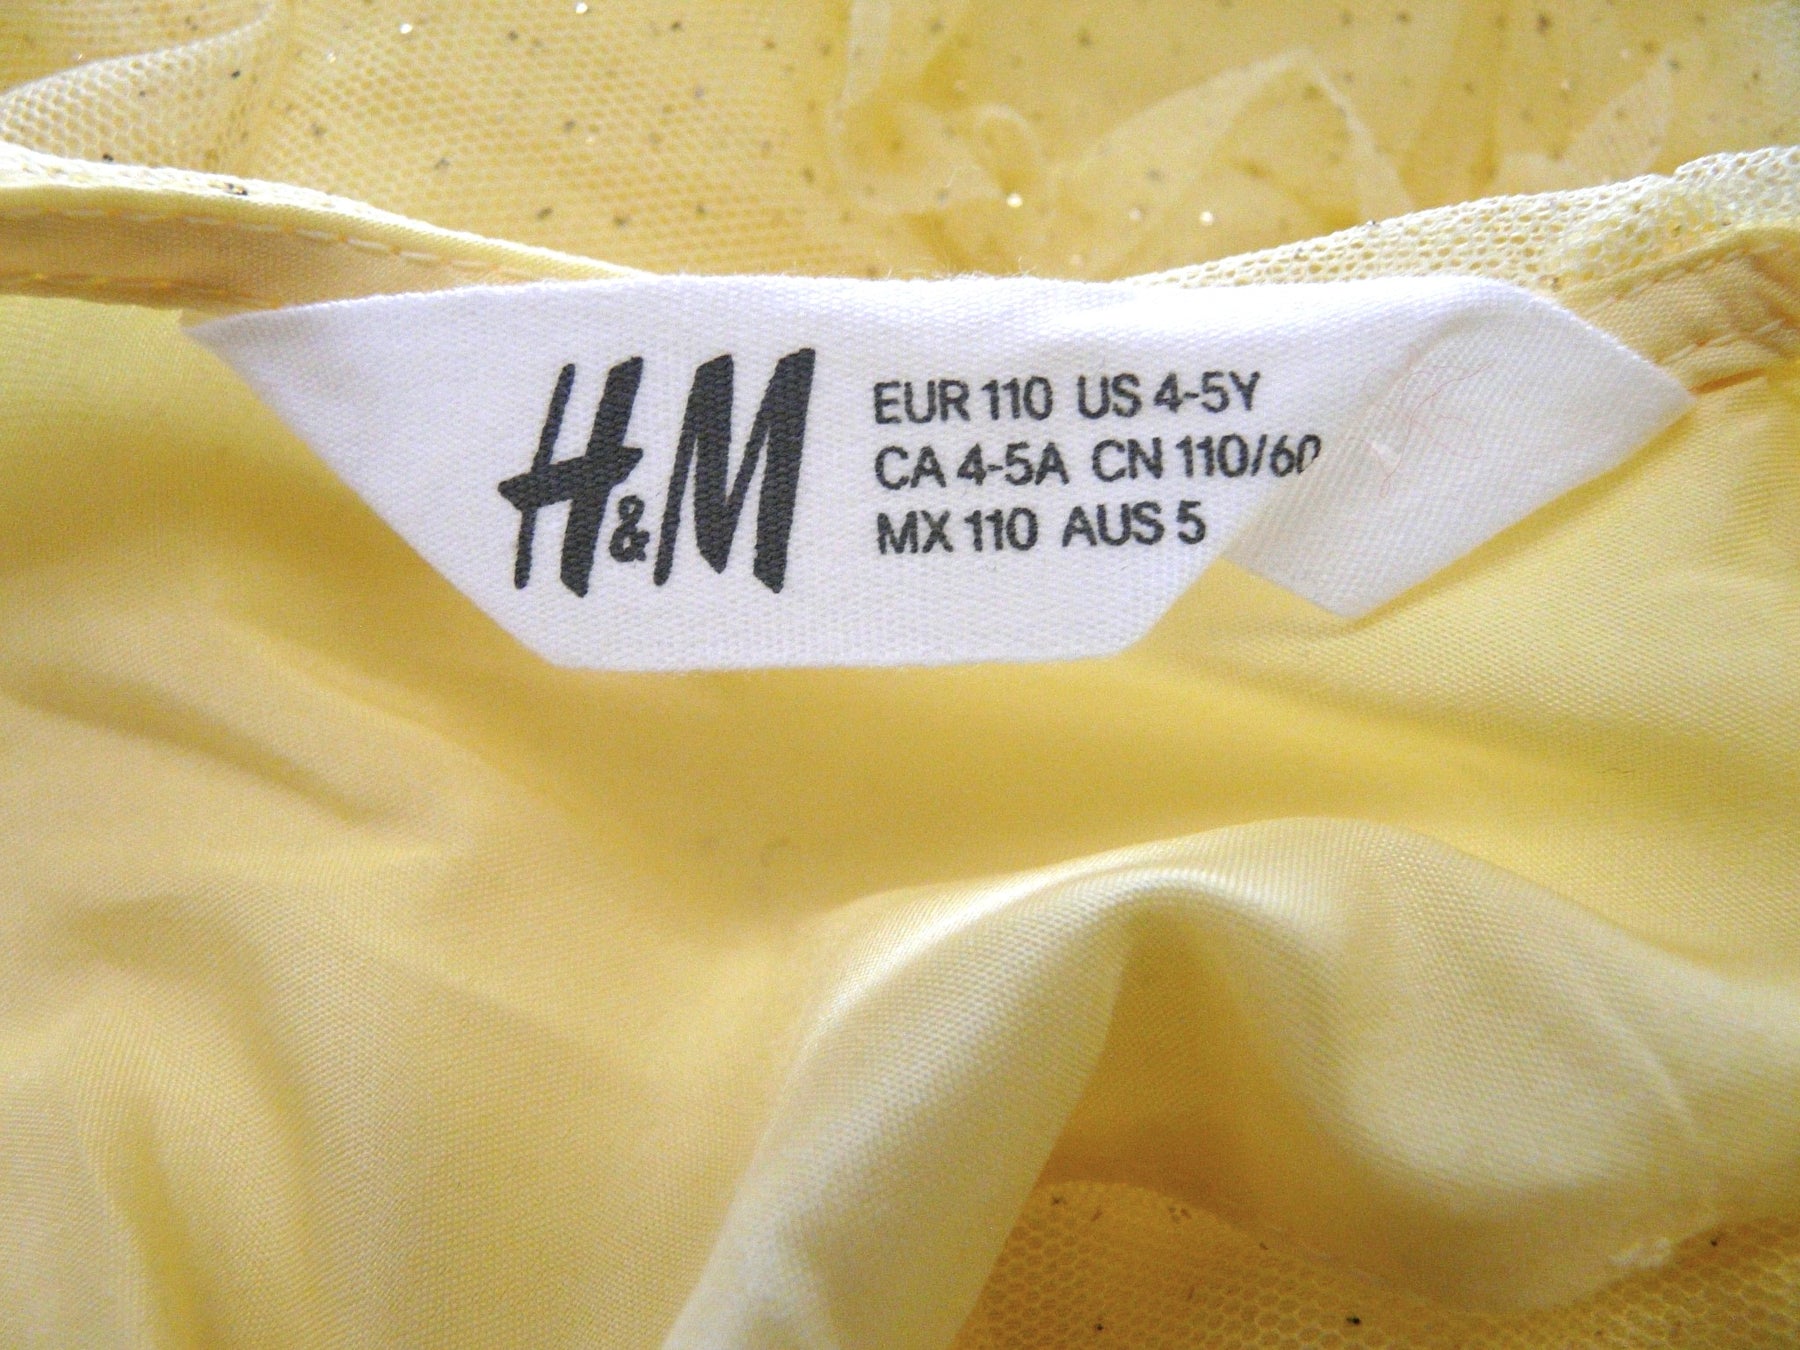 H&M
EUR 110 US 4-5Y
CA 4-5A CN 110/60
MX 110 AUS 5